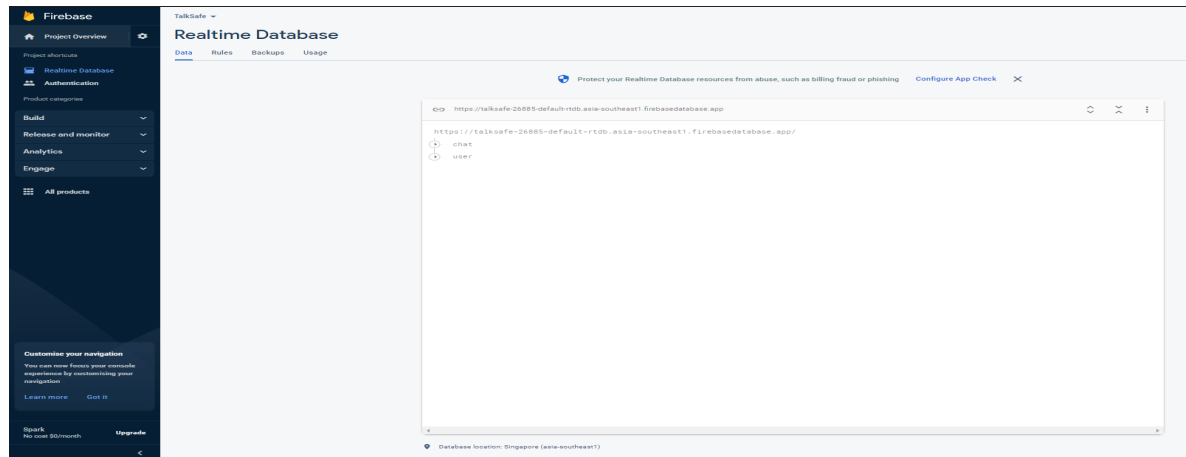 Firebase
Project Overview
Project shortcuts
Realtime Database
Authentication
Product categories
Build
Release and monitor
Analytics
Engage
All products
Customise your navigation
You can now focus your console
experience by customising your
navigation
Learn more Got it
Spark
No cost $0/month
Upgrade
TalkSafe
Realtime Database
Data Rules Backups Usage
Protect your Realtime Database resources from abuse, such as billing fraud or phishing Configure App Check
https://talksafe-26885-default-rtdb.asia-southeast1.firebasedatabase.app
https://talksafe-26885-default-rtdb.asia-southeast1.firebasedatabase.app/
chat
user
Database location: Singapore (asia-southeast1)